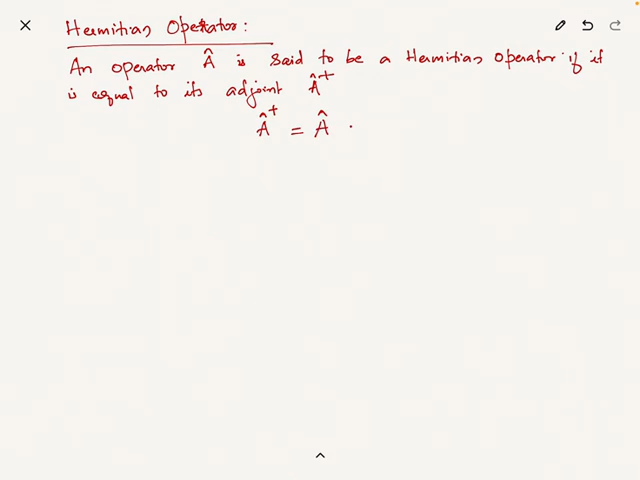 Hermitian Operator:
An operator Â is said to be a Hermitian Operator if it
is equal to its adjoint Â†
Â† = Â .